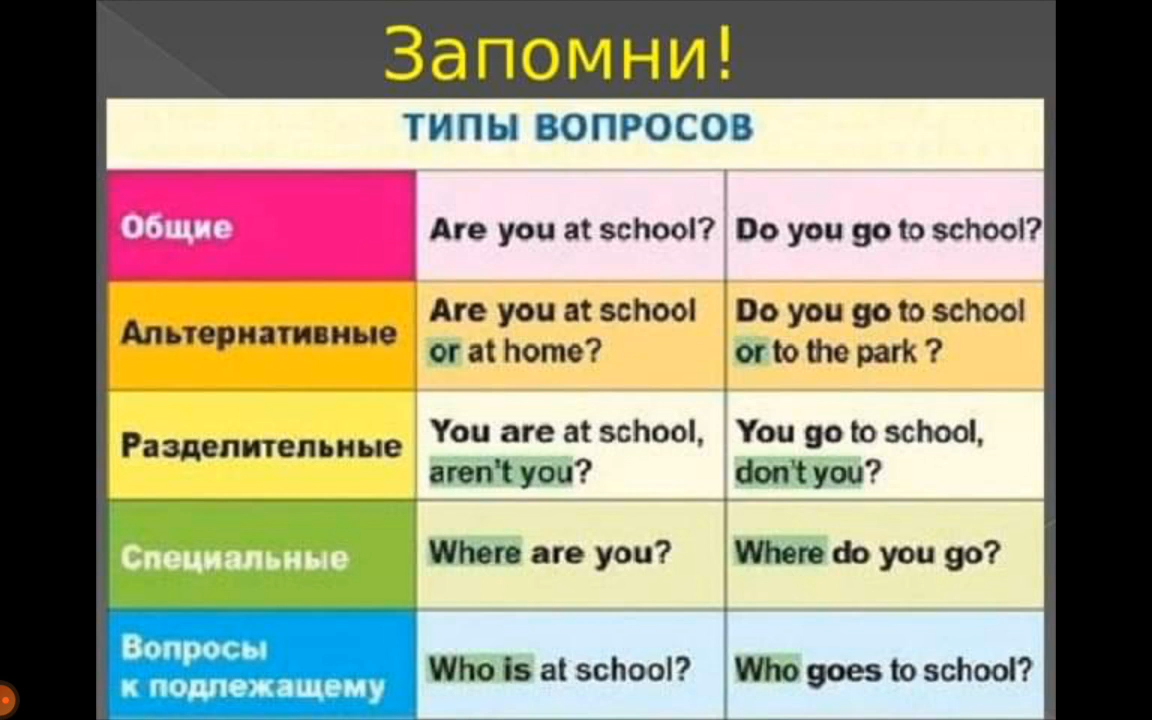 Запомни!
ТИПЫ ВОПРОСОВ
Общие
Are you at school?
Do you go to school?
Альтернативные
Are you at school
or at home?
Do you go to school
or to the park ?
Разделительные
You are at school,
aren't you?
You go to school,
don't you?
Специальные
Where are you?
Where do you go?
Вопросы
к подлежащему
Who is at school?
Who goes to school?